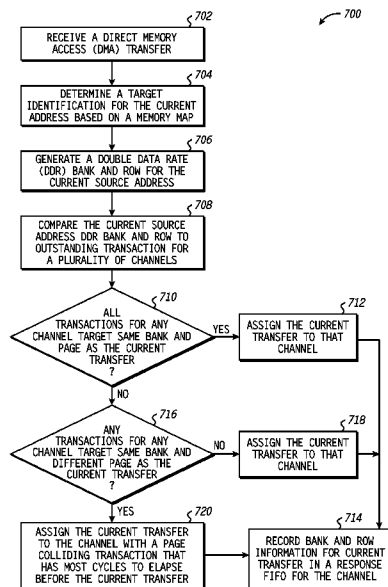 702
700
RECEIVE A DIRECT MEMORY
ACCESS (DMA) TRANSFER
704
DETERMINE A TARGET
IDENTIFICATION FOR THE CURRENT
ADDRESS BASED ON A MEMORY MAP
706
GENERATE A DOUBLE DATA RATE
(DDR) BANK AND ROW FOR THE
CURRENT SOURCE ADDRESS
708
COMPARE THE CURRENT SOURCE
ADDRESS DDR BANK AND ROW TO
OUTSTANDING TRANSACTION FOR
A PLURALITY OF CHANNELS
710
ALL
TRANSACTIONS FOR ANY
CHANNEL TARGET SAME BANK AND
PAGE AS THE CURRENT
TRANSFER
?
YES
712
ASSIGN THE CURRENT
TRANSFER TO THAT
CHANNEL
NO
716
ANY
TRANSACTIONS FOR ANY
CHANNEL TARGET SAME BANK AND
DIFFERENT PAGE AS THE
CURRENT TRANSFER
?
NO
718
ASSIGN THE CURRENT
TRANSFER TO THAT
CHANNEL
YES
720
ASSIGN THE CURRENT TRANSFER
TO THE CHANNEL WITH A PAGE
COLLIDING TRANSACTION THAT
HAS MOST CYCLES TO ELAPSE
BEFORE THE CURRENT TRANSFER
714
RECORD BANK AND ROW
INFORMATION FOR CURRENT
TRANSFER IN A RESPONSE
FIFO FOR THE CHANNEL